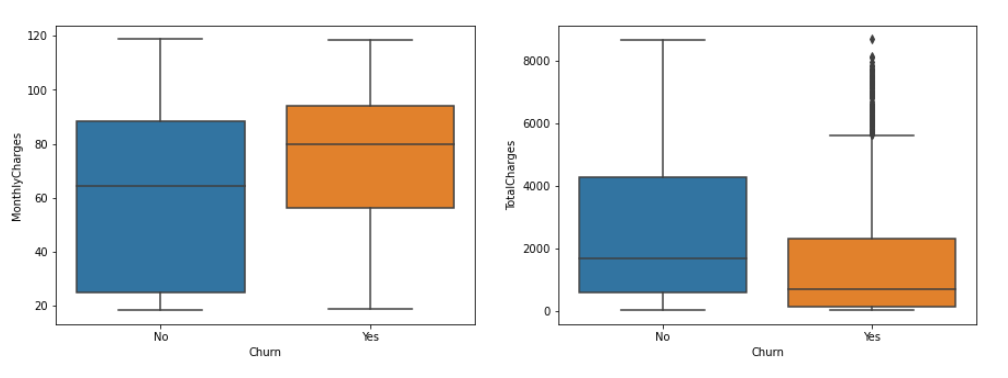 MonthlyCharges
120
100
80
60
40
20
No
Yes
Churn
TotalCharges
8000
6000
4000
2000
0
No
Yes
Churn